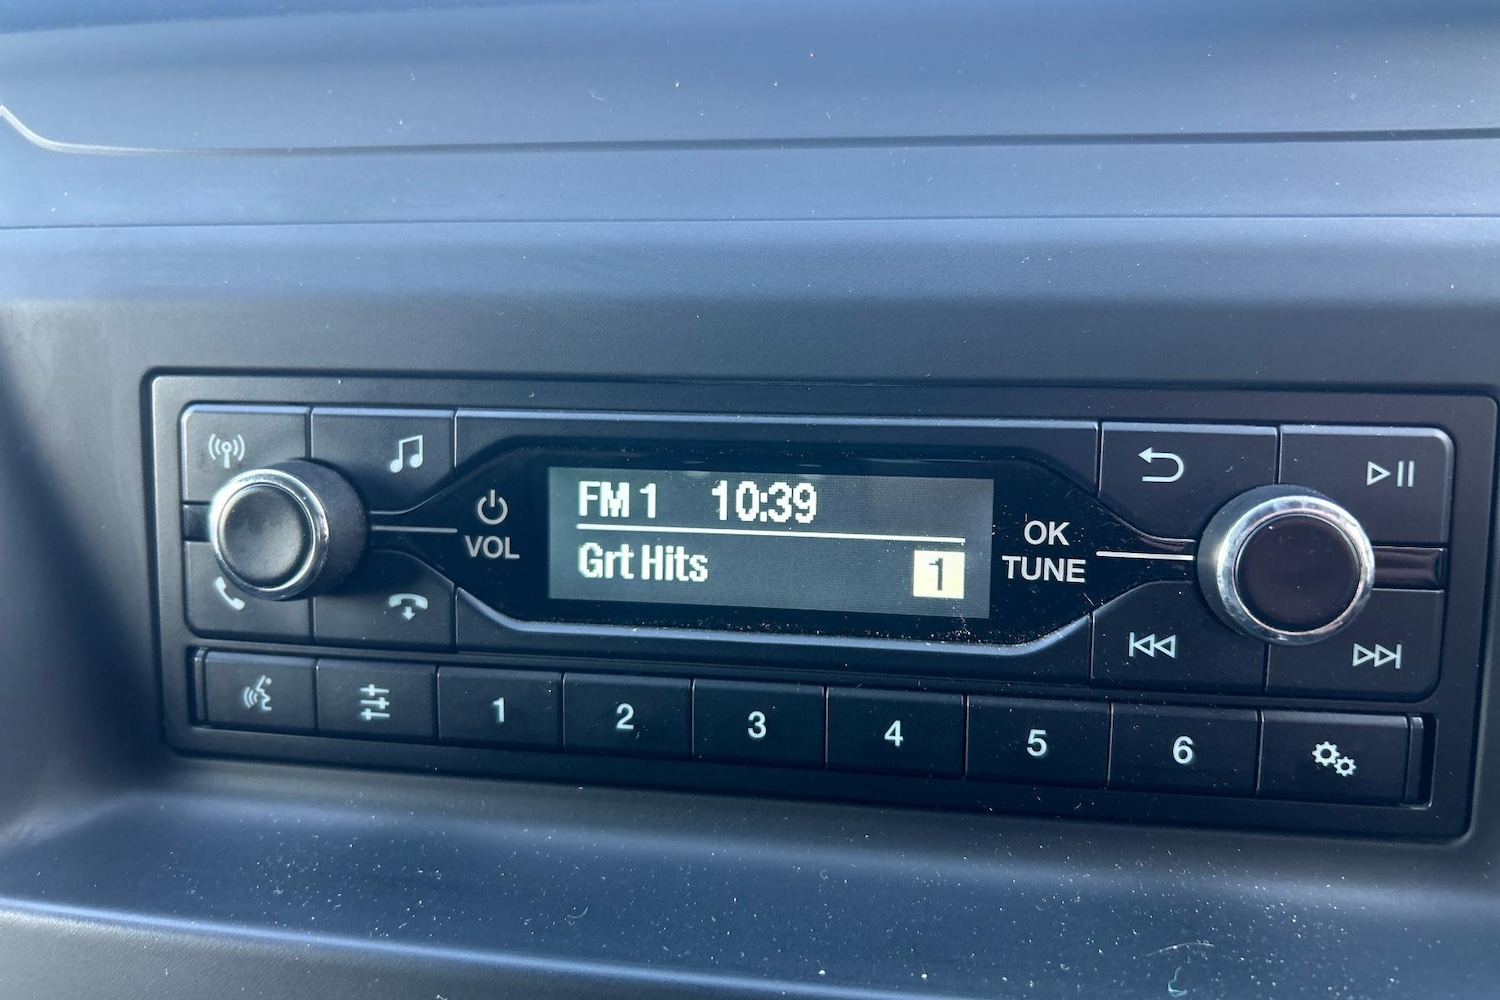 FM 1 10:39
Grt Hits 1
VOL
OK
TUNE
1 2 3 4 5 6